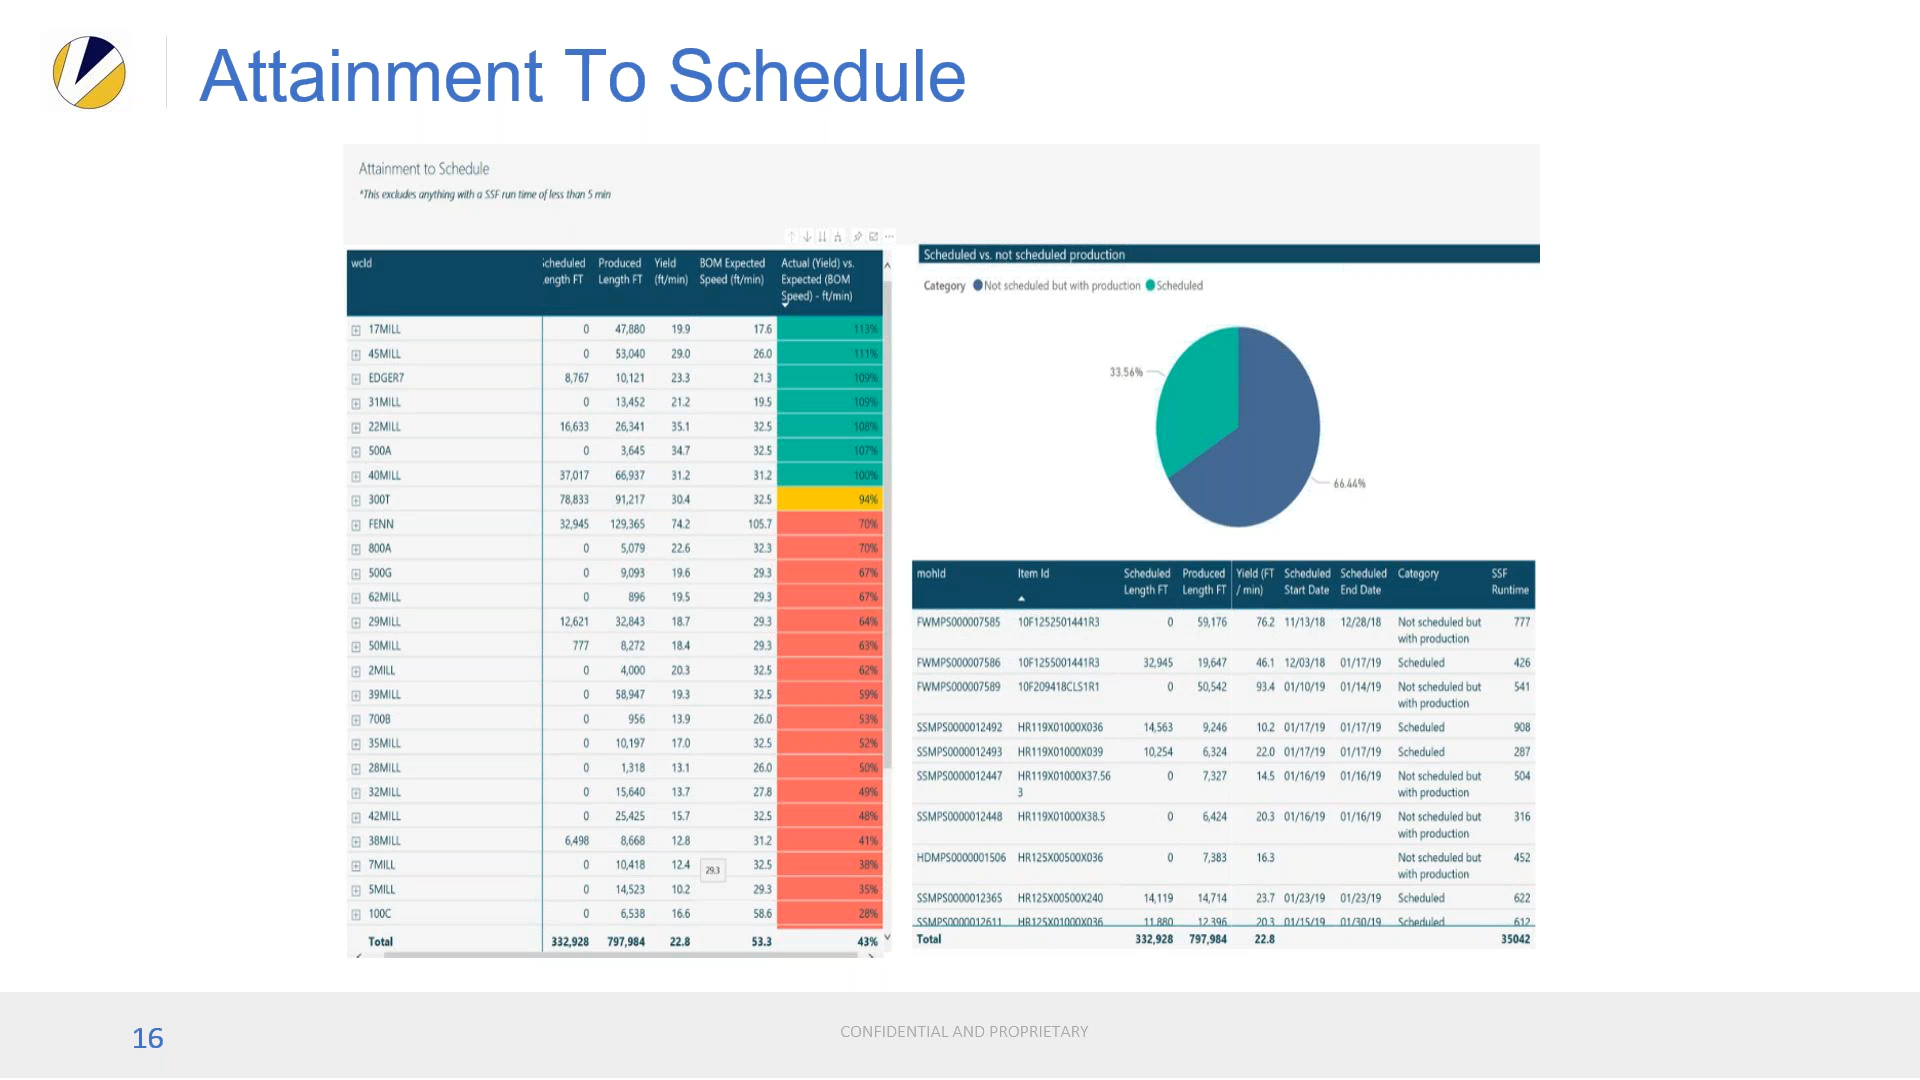 Attainment To Schedule
Attainment to Schedule
*This excludes anything with a SSF run time of less than 5 min
wcId Scheduled Produced Yield BOM Expected Actual (Yield) vs.
Length FT Length FT (ft/min) Speed (ft/min) Expected (BOM
Speed) - ft/min)
17MILL 0 47,880 19.9 17.6 113%
45MILL 0 53,040 29.0 26.0 111%
EDGER7 8,767 10,121 23.3 21.3 109%
31MILL 0 13,452 21.2 19.5 109%
22MILL 16,633 26,341 35.1 32.5 108%
500A 0 3,645 34.7 32.5 107%
40MILL 37,017 66,937 31.2 31.2 100%
300T 78,833 91,217 30.4 32.5 94%
FENN 32,945 129,365 74.2 105.7 70%
800A 0 5,079 22.6 32.3 70%
500G 0 9,093 19.6 29.3 67%
62MILL 0 896 19.5 29.3 67%
29MILL 12,621 32,843 18.7 29.3 64%
50MILL 777 8,272 18.4 29.3 63%
2MILL 0 4,000 20.3 32.5 62%
39MILL 0 58,947 19.3 32.5 59%
700B 0 956 13.9 26.0 53%
35MILL 0 10,197 17.0 32.5 52%
28MILL 0 1,318 13.1 26.0 50%
32MILL 0 15,640 13.7 27.8 49%
42MILL 0 25,425 15.7 32.5 48%
38MILL 6,498 8,668 12.8 31.2 41%
7MILL 0 10,418 12.4 32.5 38%
29.3
5MILL 0 14,523 10.2 29.3 35%
100C 0 6,538 16.6 58.6 28%
Total 332,928 797,984 22.8 53.3 43%
Scheduled vs. not scheduled production
Category Not scheduled but with production Scheduled
33.56%
66.44%
mohId Item Id Scheduled Produced Yield (FT Scheduled Scheduled Category SSF
Length FT Length FT / min) Start Date End Date Runtime
FWMPS000007585 10F1252501441R3 0 59,176 76.2 11/13/18 12/28/18 Not scheduled but 777
with production
FWMPS000007586 10F1255001441R3 32,945 19,647 46.1 12/03/18 01/17/19 Scheduled 426
FWMPS000007589 10F209418CLS1R1 0 50,542 93.4 01/10/19 01/14/19 Not scheduled but 541
with production
SSMPS0000012492 HR119X01000X036 14,563 9,246 10.2 01/17/19 01/17/19 Scheduled 908
SSMPS0000012493 HR119X01000X039 10,254 6,324 22.0 01/17/19 01/17/19 Scheduled 287
SSMPS0000012447 HR119X01000X37.56 0 7,327 14.5 01/16/19 01/16/19 Not scheduled but 504
3 with production
SSMPS0000012448 HR119X01000X38.5 0 6,424 20.3 01/16/19 01/16/19 Not scheduled but 316
with production
HDMPS0000001506 HR125X00500X036 0 7,383 16.3 Not scheduled but 452
with production
SSMPS0000012365 HR125X00500X240 14,119 14,714 23.7 01/23/19 01/23/19 Scheduled 622
SSMPS0000012611 HR125X01000X036 11,880 12,396 20.3 01/15/19 01/30/19 Scheduled 612
Total 332,928 797,984 22.8 35042
16
CONFIDENTIAL AND PROPRIETARY